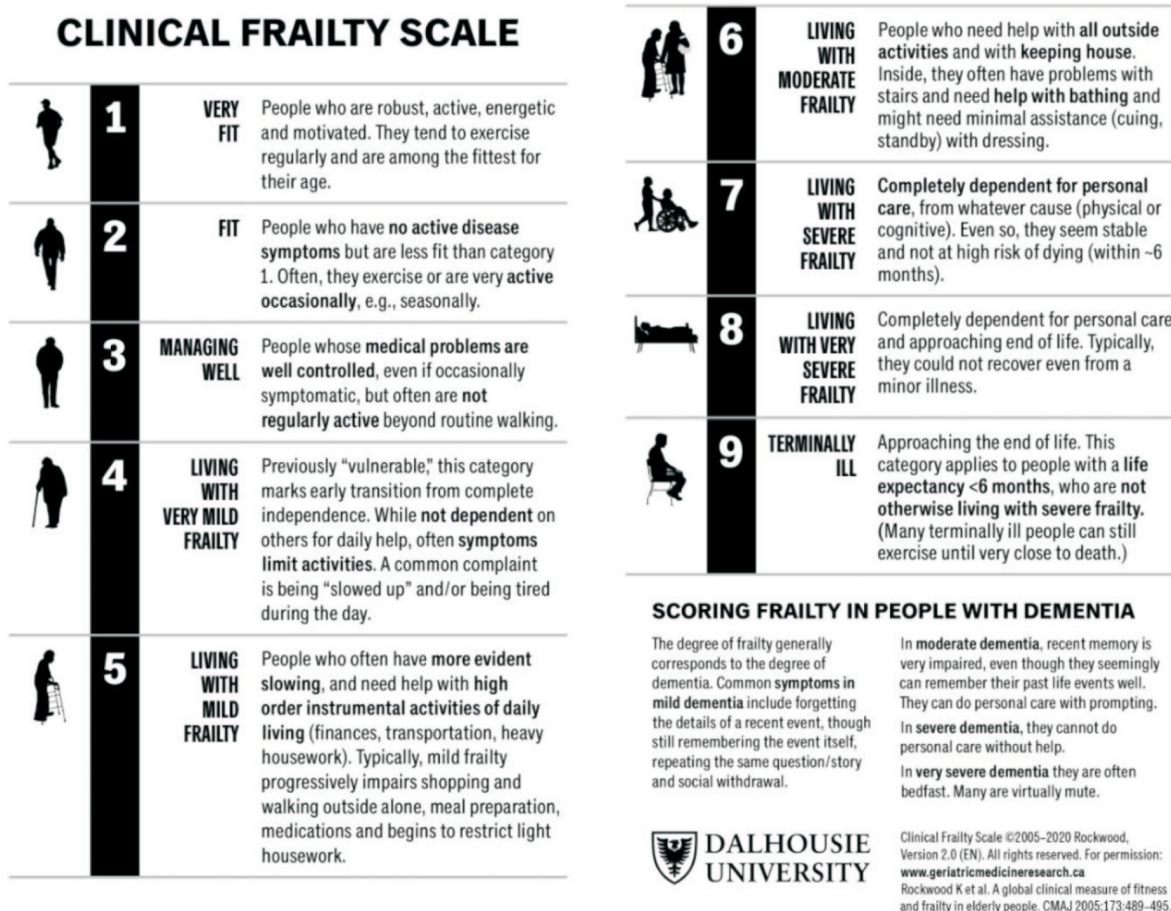 CLINICAL FRAILTY SCALE
1
VERY
FIT
People who are robust, active, energetic
and motivated. They tend to exercise
regularly and are among the fittest for
their age.
2
FIT
People who have no active disease
symptoms but are less fit than category
1. Often, they exercise or are very active
occasionally, e.g., seasonally.
3
MANAGING
WELL
People whose medical problems are
well controlled, even if occasionally
symptomatic, but often are not
regularly active beyond routine walking.
4
LIVING
WITH
VERY MILD
FRAILTY
Previously “vulnerable,” this category
marks early transition from complete
independence. While not dependent on
others for daily help, often symptoms
limit activities. A common complaint
is being “slowed up” and/or being tired
during the day.
5
LIVING
WITH
MILD
FRAILTY
People who often have more evident
slowing, and need help with high
order instrumental activities of daily
living (finances, transportation, heavy
housework). Typically, mild frailty
progressively impairs shopping and
walking outside alone, meal preparation,
medications and begins to restrict light
housework.
6
LIVING
WITH
MODERATE
FRAILTY
People who need help with all outside
activities and with keeping house.
Inside, they often have problems with
stairs and need help with bathing and
might need minimal assistance (cuing,
standby) with dressing.
7
LIVING
WITH
SEVERE
FRAILTY
Completely dependent for personal
care, from whatever cause (physical or
cognitive). Even so, they seem stable
and not at high risk of dying (within ~6
months).
8
LIVING
WITH VERY
SEVERE
FRAILTY
Completely dependent for personal care
and approaching end of life. Typically,
they could not recover even from a
minor illness.
9
TERMINALLY
ILL
Approaching the end of life. This
category applies to people with a life
expectancy <6 months, who are not
otherwise living with severe frailty.
(Many terminally ill people can still
exercise until very close to death.)
SCORING FRAILTY IN PEOPLE WITH DEMENTIA
The degree of frailty generally
corresponds to the degree of
dementia. Common symptoms in
mild dementia include forgetting
the details of a recent event, though
still remembering the event itself,
repeating the same question/story
and social withdrawal.
In moderate dementia, recent memory is
very impaired, even though they seemingly
can remember their past life events well.
They can do personal care with prompting.
In severe dementia, they cannot do
personal care without help.
In very severe dementia they are often
bedfast. Many are virtually mute.
DALHOUSIE
UNIVERSITY
Clinical Frailty Scale ©2005–2020 Rockwood,
Version 2.0 (EN). All rights reserved. For permission:
www.geriatricmedicineresearch.ca
Rockwood K et al. A global clinical measure of fitness
and frailty in elderly people. CMAJ 2005;173:489–495.